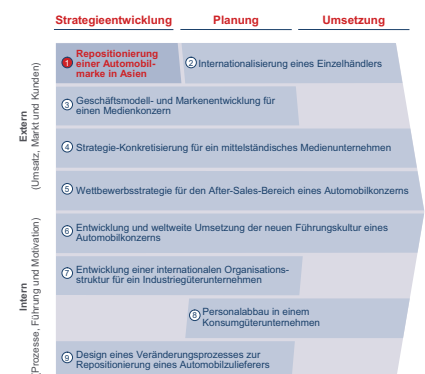 Strategieentwicklung Planung Umsetzung
Extern
(Umsatz, Markt und Kunden)
1 Repositionierung
einer Automobil-
marke in Asien
2 Internationalisierung eines Einzelhändlers
3 Geschäftsmodell- und Markenentwicklung für
einen Medienkonzern
4 Strategie-Konkretisierung für ein mittelständisches Medienunternehmen
5 Wettbewerbsstrategie für den After-Sales-Bereich eines Automobilkonzerns
Intern
(Prozesse, Führung und Motivation)
6 Entwicklung und weltweite Umsetzung der neuen Führungskultur eines
Automobilkonzerns
7 Entwicklung einer internationalen Organisations-
struktur für ein Industriegüterunternehmen
8 Personalabbau in einem
Konsumgüterunternehmen
9 Design eines Veränderungsprozesses zur
Repositionierung eines Automobilzulieferers